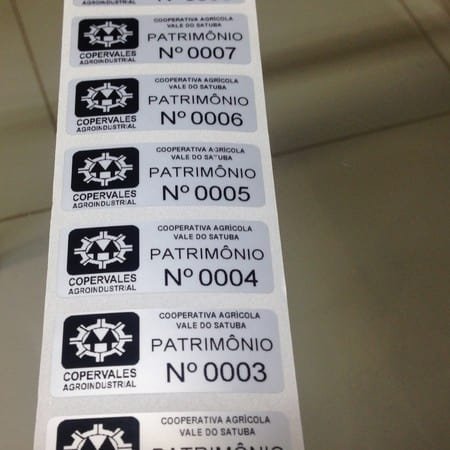 COOPERATIVA AGRÍCOLA
VALE DO SATUBA
PATRIMÔNIO
Nº 0007
COPERVALES
AGROINDUSTRIAL
COOPERATIVA AGRÍCOLA
VALE DO SATUBA
PATRIMÔNIO
Nº 0006
COPERVALES
AGROINDUSTRIAL
COOPERATIVA AGRÍCOLA
VALE DO SATUBA
PATRIMÔNIO
Nº 0005
COPERVALES
AGROINDUSTRIAL
COOPERATIVA AGRÍCOLA
VALE DO SATUBA
PATRIMÔNIO
Nº 0004
COPERVALES
AGROINDUSTRIAL
COOPERATIVA AGRÍCOLA
VALE DO SATUBA
PATRIMÔNIO
Nº 0003
COPERVALES
AGROINDUSTRIAL
COOPERATIVA AGRÍCOLA
VALE DO SATUBA
PATRIMÔNIO